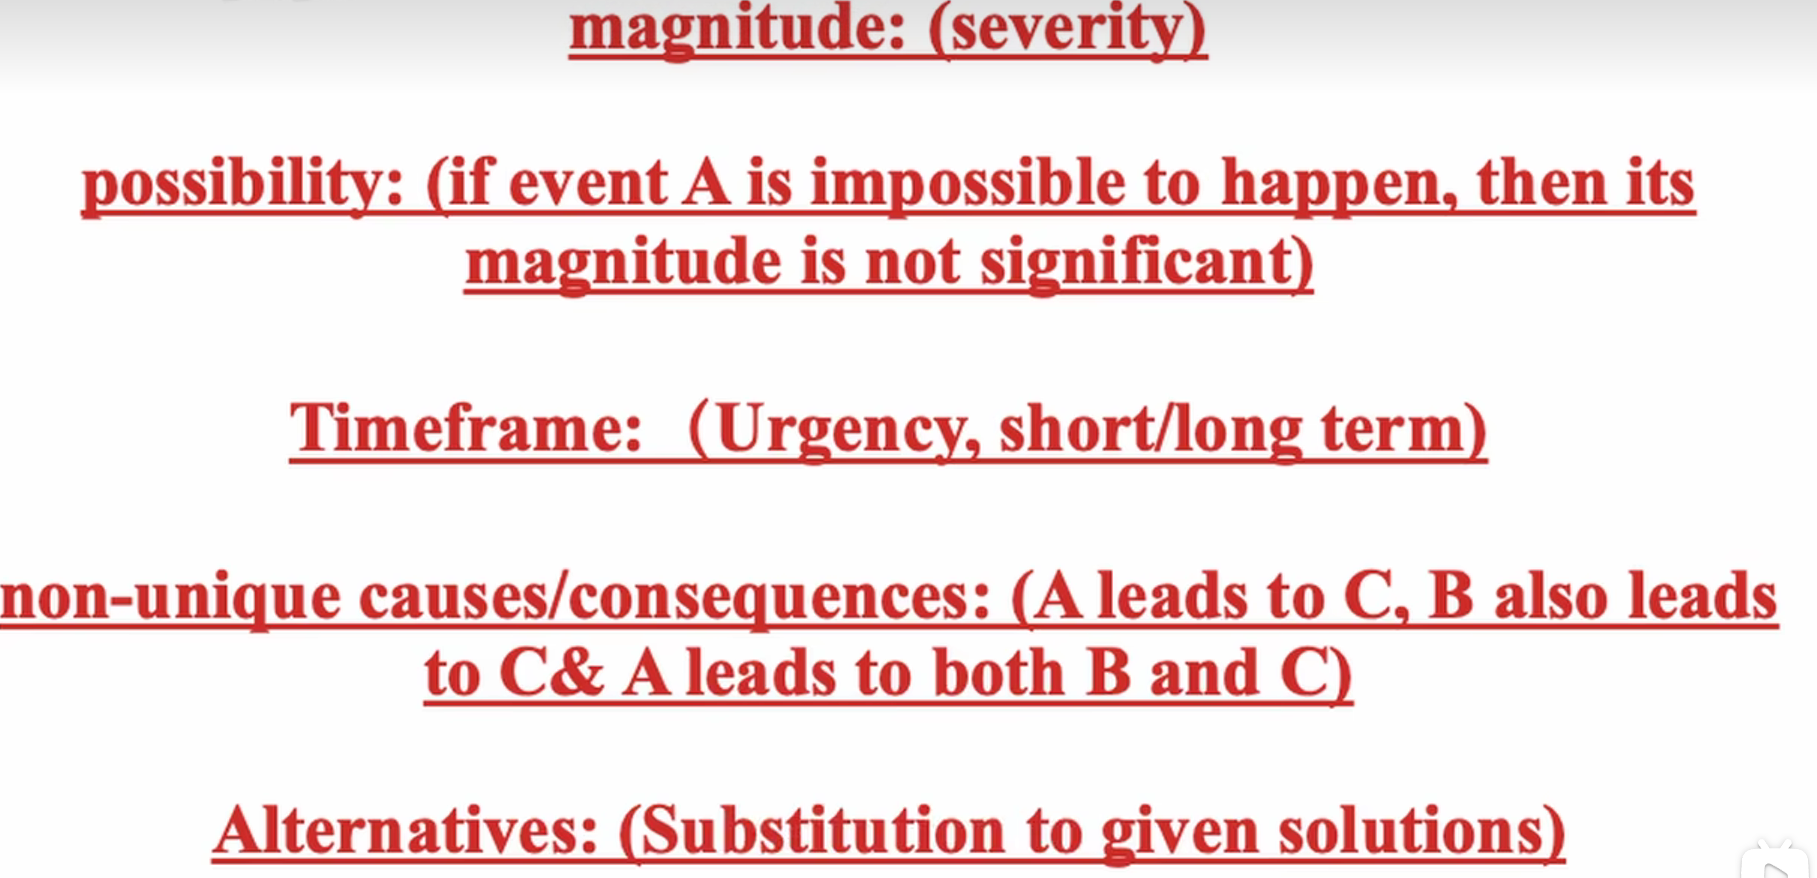 magnitude: (severity)
possibility: (if event A is impossible to happen, then its
magnitude is not significant)
Timeframe:（Urgency, short/long term)
non-unique causes/consequences: (A leads to C, B also leads
to C& A leads to both B and C)
Alternatives: (Substitution to given solutions)